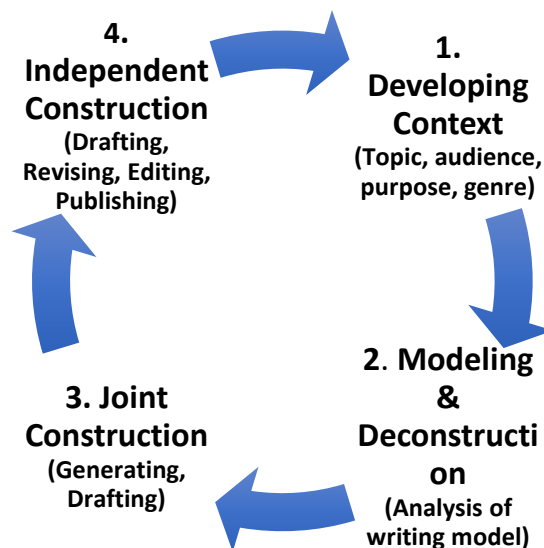 1.
Developing
Context
(Topic, audience,
purpose, genre)
2. Modeling
&
Deconstructi
on
(Analysis of
writing model)
3. Joint
Construction
(Generating,
Drafting)
4.
Independent
Construction
(Drafting,
Revising, Editing,
Publishing)